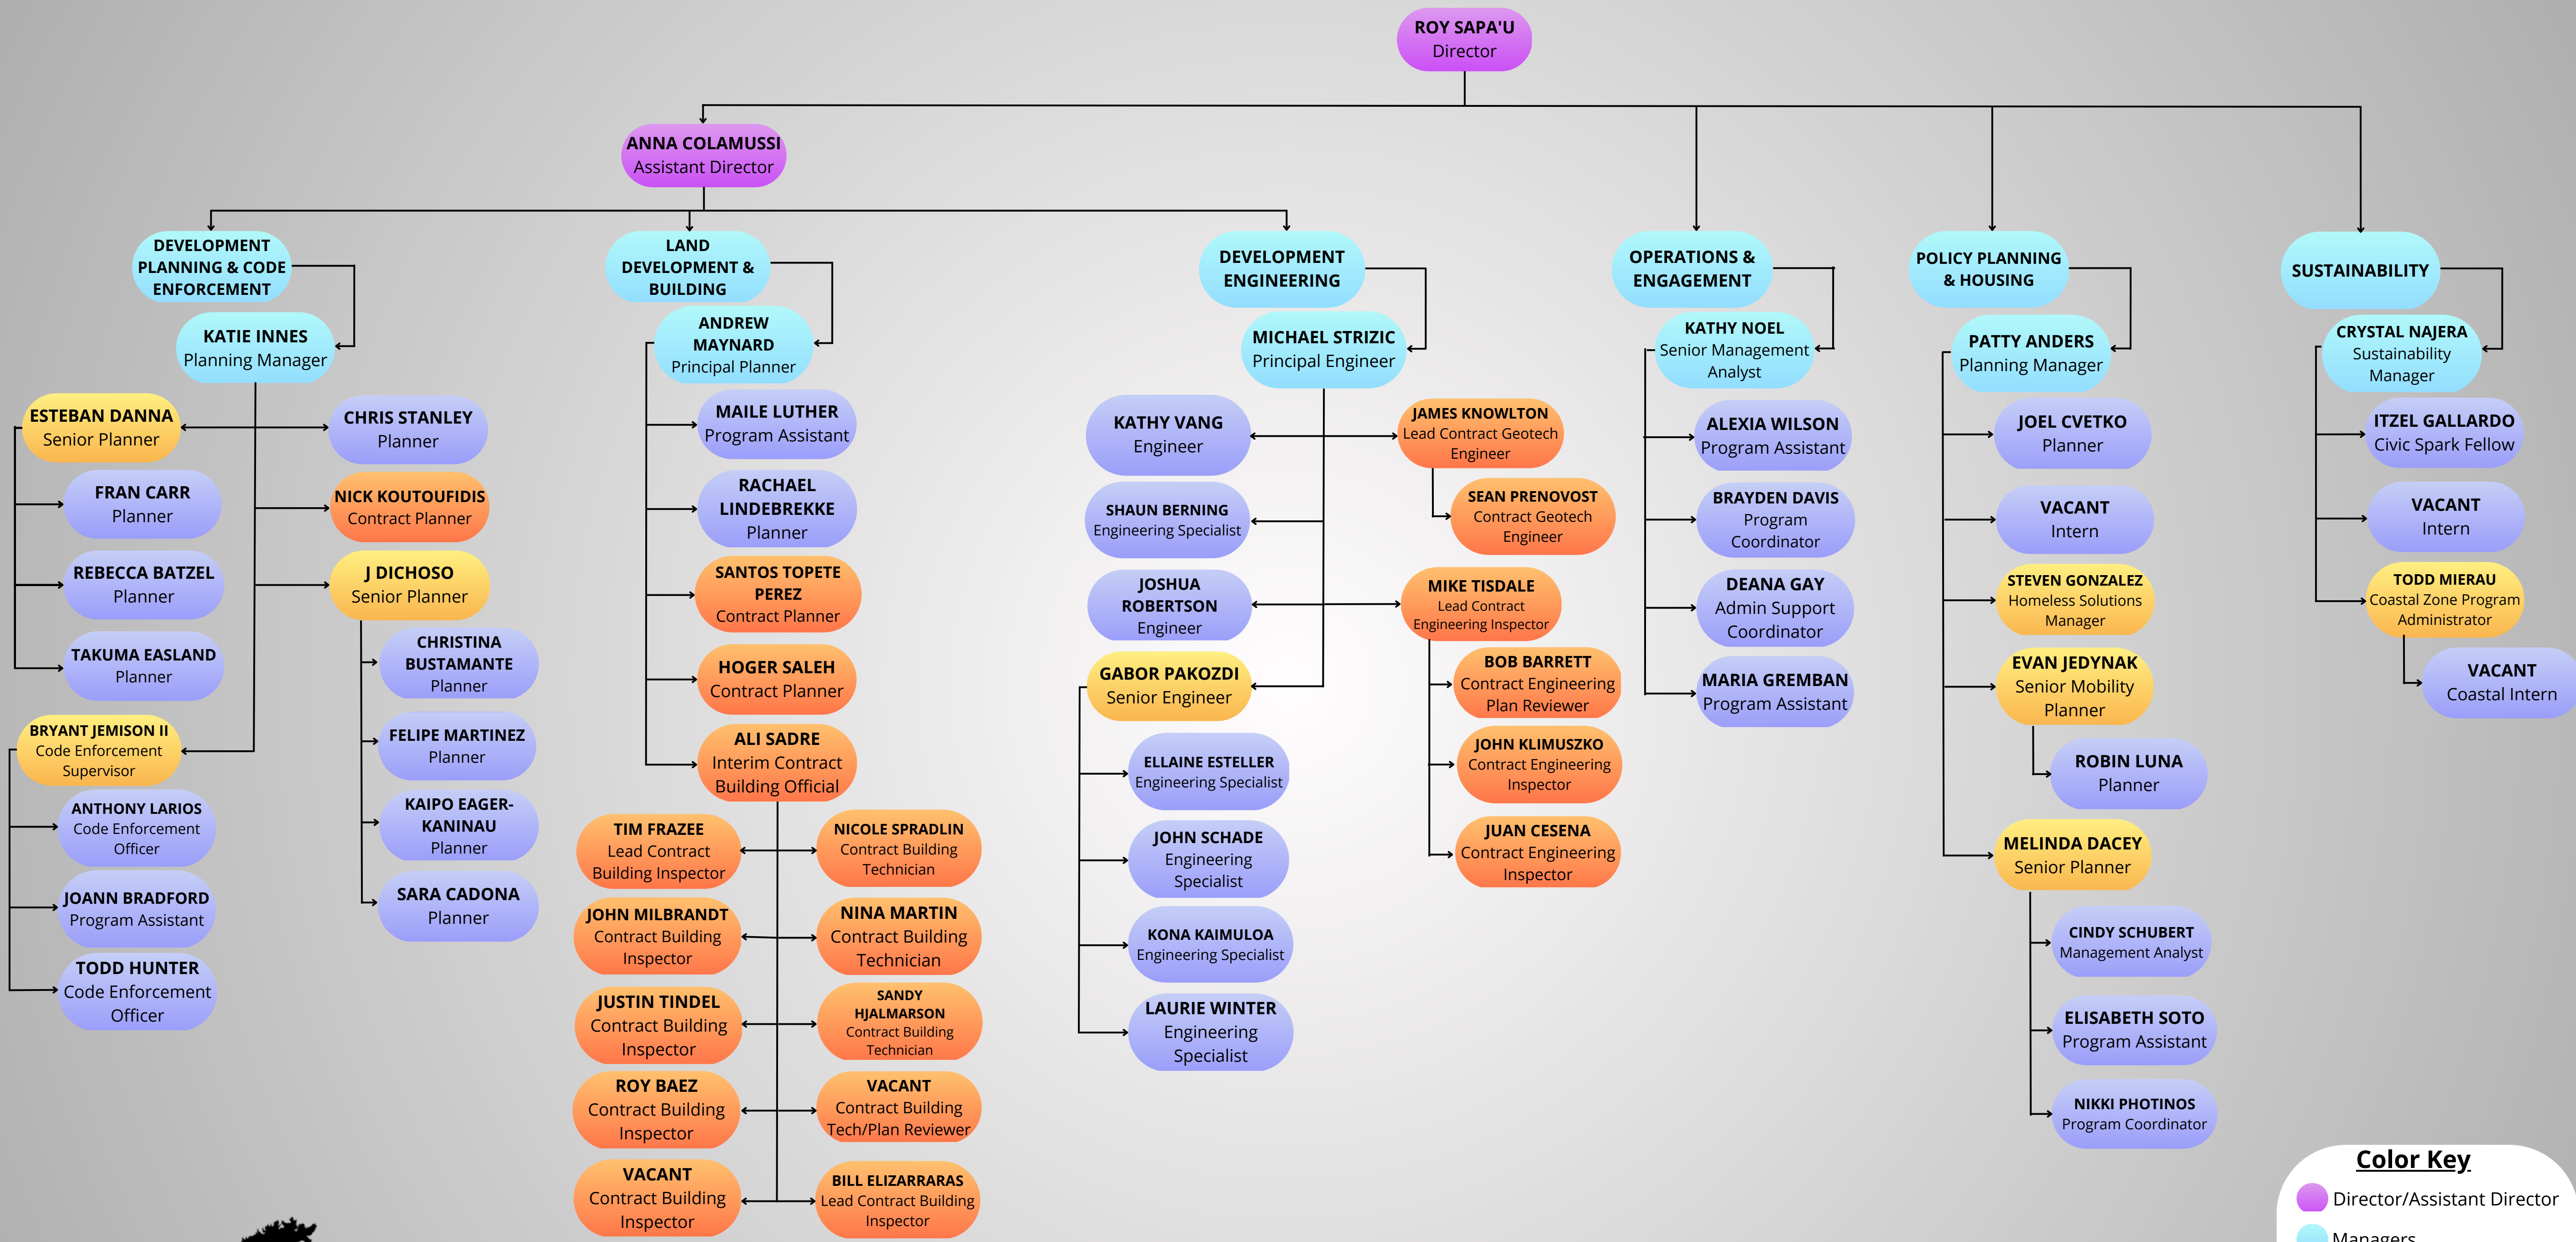 ROY SAPA'U
Director
ANNA COLAMUSSI
Assistant Director
DEVELOPMENT
PLANNING & CODE
ENFORCEMENT
KATIE INNES
Planning Manager
ESTEBAN DANNA
Senior Planner
FRAN CARR
Planner
REBECCA BATZEL
Planner
TAKUMA EASLAND
Planner
BRYANT JEMISON II
Code Enforcement
Supervisor
ANTHONY LARIOS
Code Enforcement
Officer
JOANN BRADFORD
Program Assistant
TODD HUNTER
Code Enforcement
Officer
CHRIS STANLEY
Planner
NICK KOUTOUFIDIS
Contract Planner
J DICHOSO
Senior Planner
CHRISTINA
BUSTAMANTE
Planner
FELIPE MARTINEZ
Planner
KAIPO EAGER-
KANINAU
Planner
SARA CADONA
Planner
LAND
DEVELOPMENT &
BUILDING
ANDREW
MAYNARD
Principal Planner
MAILE LUTHER
Program Assistant
RACHAEL
LINDEBREKKE
Planner
SANTOS TOPETE
PEREZ
Contract Planner
HOGER SALEH
Contract Planner
ALI SADRE
Interim Contract
Building Official
TIM FRAZEE
Lead Contract
Building Inspector
JOHN MILBRANDT
Contract Building
Inspector
JUSTIN TINDEL
Contract Building
Inspector
ROY BAEZ
Contract Building
Inspector
VACANT
Contract Building
Inspector
NICOLE SPRADLIN
Contract Building
Technician
NINA MARTIN
Contract Building
Technician
SANDY
HJALMARSON
Contract Building
Technician
VACANT
Contract Building
Tech/Plan Reviewer
BILL ELIZARRARAS
Lead Contract Building
Inspector
DEVELOPMENT
ENGINEERING
MICHAEL STRIZIC
Principal Engineer
KATHY VANG
Engineer
SHAUN BERNING
Engineering Specialist
JOSHUA
ROBERTSON
Engineer
GABOR PAKOZDI
Senior Engineer
ELLAINE ESTELLER
Engineering Specialist
JOHN SCHADE
Engineering
Specialist
KONA KAIMULOA
Engineering Specialist
LAURIE WINTER
Engineering
Specialist
JAMES KNOWLTON
Lead Contract Geotech
Engineer
SEAN PRENOVOST
Contract Geotech
Engineer
MIKE TISDALE
Lead Contract
Engineering Inspector
BOB BARRETT
Contract Engineering
Plan Reviewer
JOHN KLIMUSZKO
Contract Engineering
Inspector
JUAN CESENA
Contract Engineering
Inspector
OPERATIONS &
ENGAGEMENT
KATHY NOEL
Senior Management
Analyst
ALEXIA WILSON
Program Assistant
BRAYDEN DAVIS
Program
Coordinator
DEANA GAY
Admin Support
Coordinator
MARIA GREMBAN
Program Assistant
POLICY PLANNING
& HOUSING
PATTY ANDERS
Planning Manager
JOEL CVETKO
Planner
VACANT
Intern
STEVEN GONZALEZ
Homeless Solutions
Manager
EVAN JEDYNAK
Senior Mobility
Planner
ROBIN LUNA
Planner
MELINDA DACEY
Senior Planner
CINDY SCHUBERT
Management Analyst
ELISABETH SOTO
Program Assistant
NIKKI PHOTINOS
Program Coordinator
SUSTAINABILITY
CRYSTAL NAJERA
Sustainability
Manager
ITZEL GALLARDO
Civic Spark Fellow
VACANT
Intern
TODD MIERAU
Coastal Zone Program
Administrator
VACANT
Coastal Intern
Color Key
Director/Assistant Director
Managers